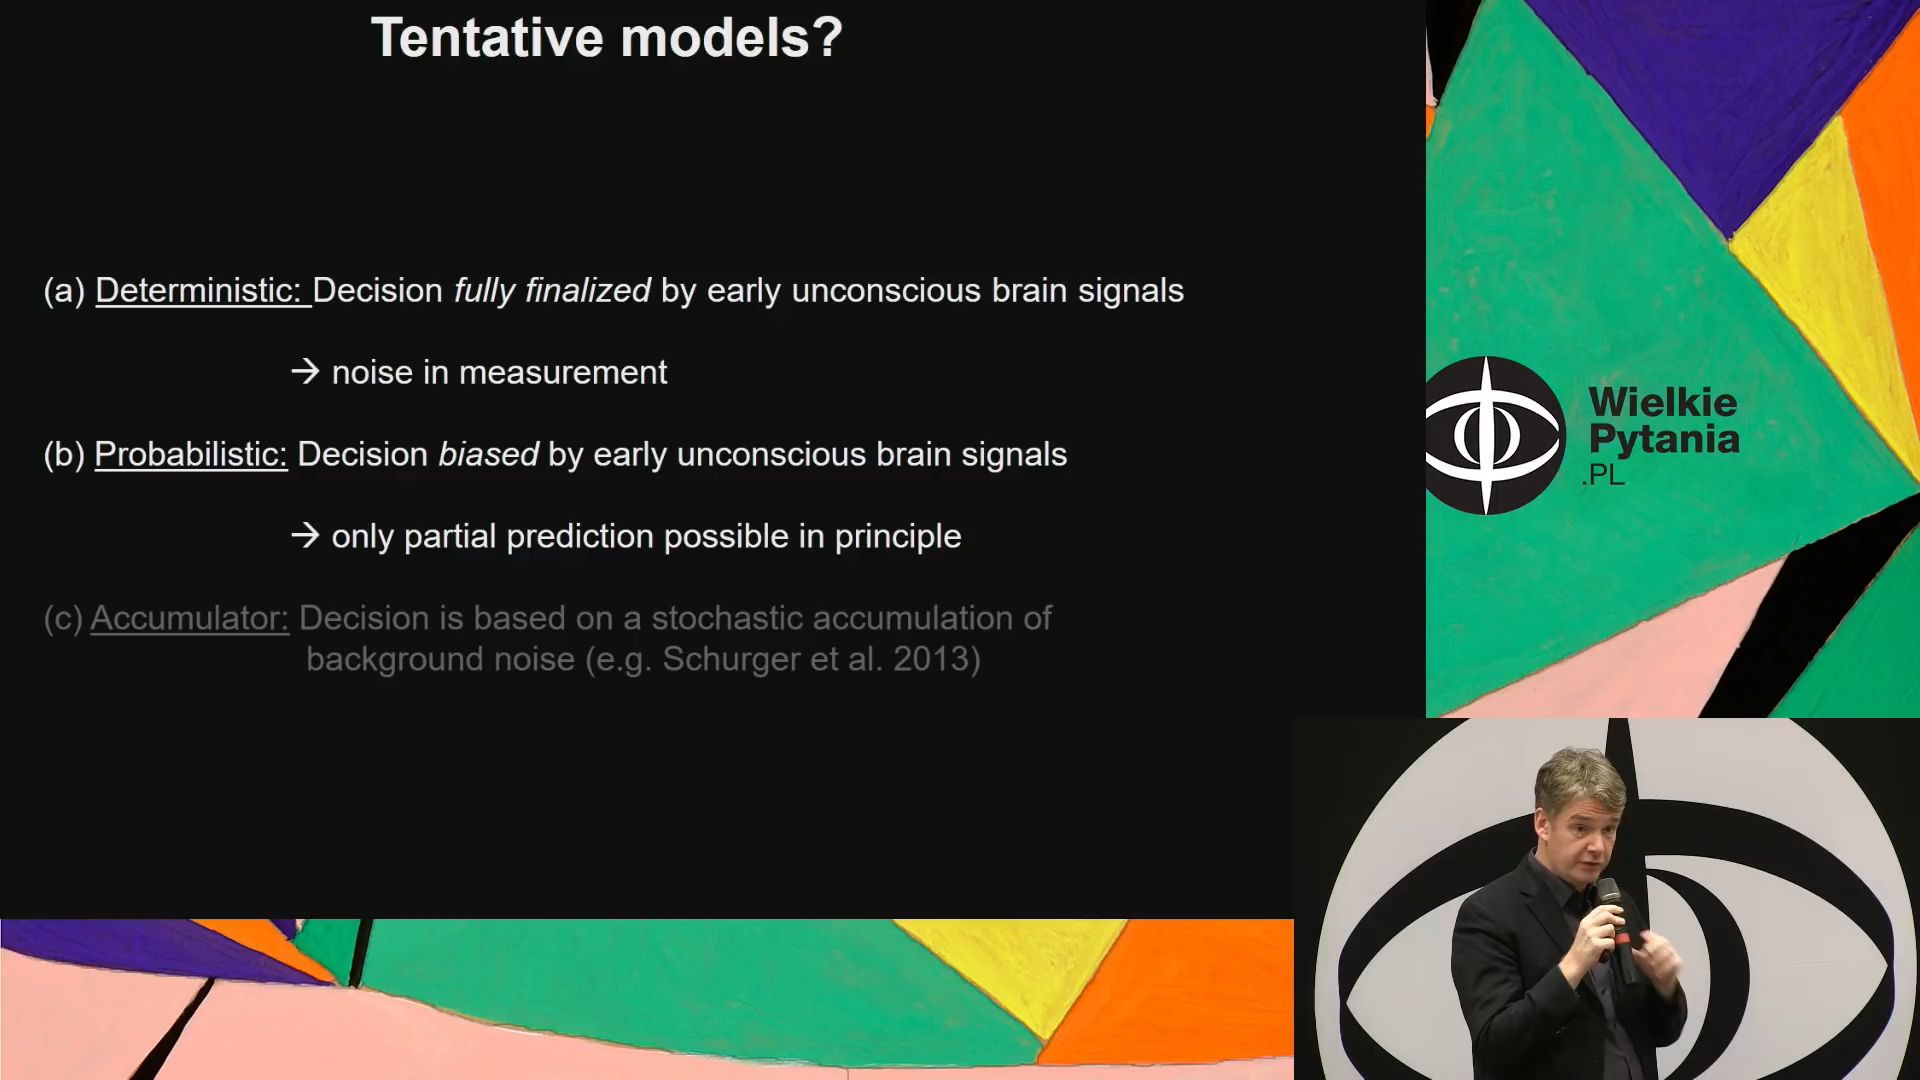 Tentative models?
(a) Deterministic: Decision fully finalized by early unconscious brain signals
→ noise in measurement
(b) Probabilistic: Decision biased by early unconscious brain signals
→ only partial prediction possible in principle
(c) Accumulator: Decision is based on a stochastic accumulation of
background noise (e.g. Schurger et al. 2013)
Wielkie
Pytania
.PL